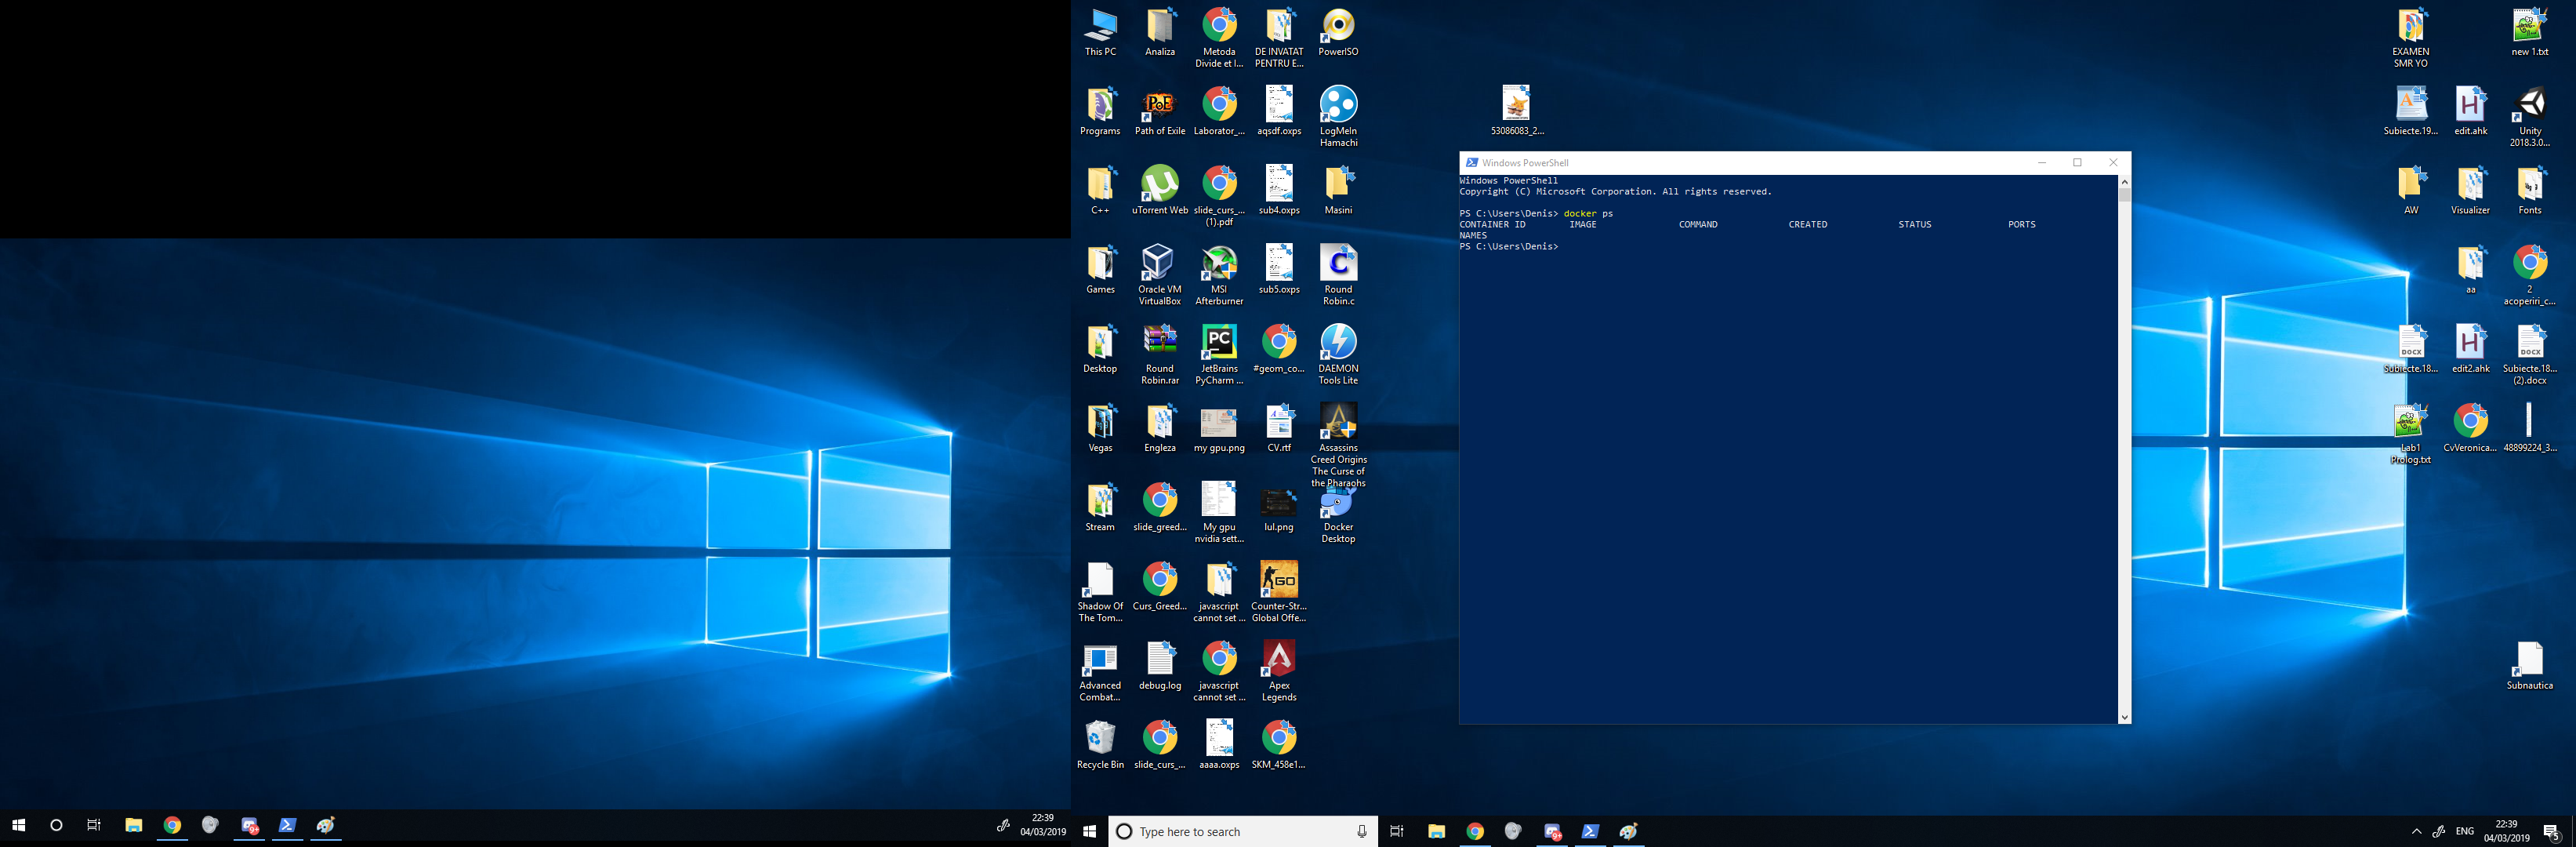 This PC
Analiza
Metoda
Divide et I...
DE INVATAT
PENTRU E...
PowerISO
Programs
Path of Exile
Laborator_...
aqsdf.oxps
LogMeIn
Hamachi
C++
uTorrent Web
slide_curs_...
(1).pdf
sub4.oxps
Masini
Games
Oracle VM
VirtualBox
MSI
Afterburner
sub5.oxps
Round
Robin.c
Desktop
Round
Robin.rar
JetBrains
PyCharm ...
#geom_co...
DAEMON
Tools Lite
Vegas
Engleza
my gpu.png
CV.rtf
Assassins
Creed Origins
The Curse of
the Pharaohs
Stream
slide_greed...
My gpu
nvidia sett...
lul.png
Docker
Desktop
Shadow Of
The Tom...
Curs_Greed...
javascript
cannot set ...
Counter-Str...
Global Offe...
Advanced
Combat...
debug.log
javascript
cannot set ...
Apex
Legends
Recycle Bin
slide_curs_...
aaaa.oxps
SKM_458e1...
53086083_2...
Windows PowerShell
Windows PowerShell
Copyright (C) Microsoft Corporation. All rights reserved.
PS C:\Users\Denis> docker ps
CONTAINER ID IMAGE COMMAND CREATED STATUS PORTS
NAMES
PS C:\Users\Denis>
EXAMEN
SMR YO
new 1.txt
Subiecte.19...
edit.ahk
Unity
2018.3.0...
AW
Visualizer
Fonts
aa
2
acoperiri_c...
Subiecte.18...
edit2.ahk
Subiecte.18...
(2).docx
Lab1
Prolog.txt
CvVeronica...
48899224_3...
Subnautica
22:39
04/03/2019
Type here to search
ENG
22:39
04/03/2019
5